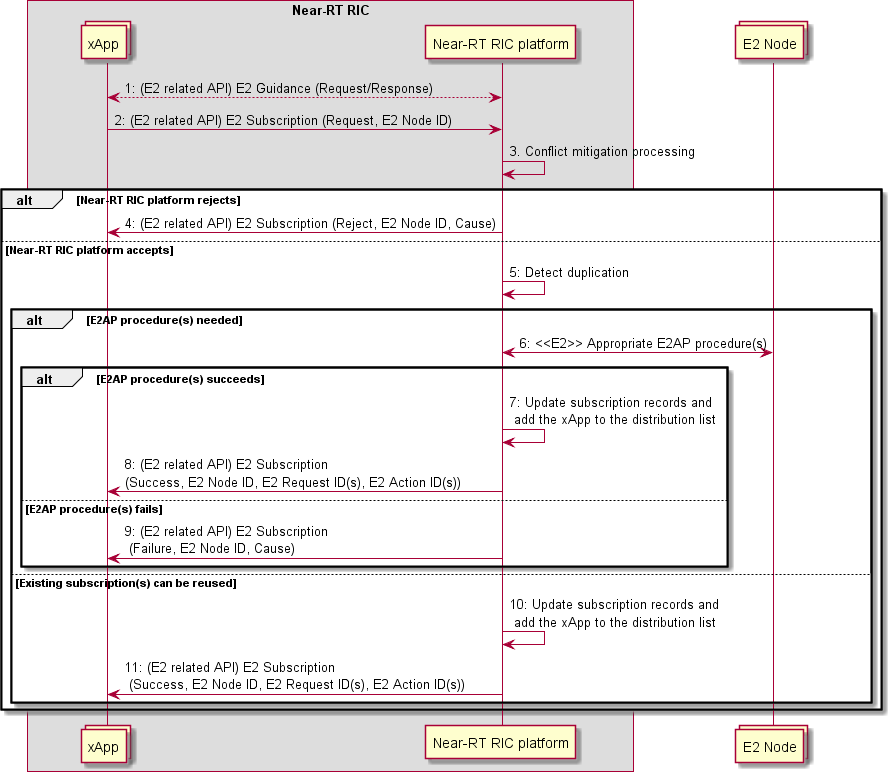 Near-RT RIC
xApp
Near-RT RIC platform
E2 Node
1: (E2 related API) E2 Guidance (Request/Response)
2: (E2 related API) E2 Subscription (Request, E2 Node ID)
3. Conflict mitigation processing
alt
[Near-RT RIC platform rejects]
4: (E2 related API) E2 Subscription (Reject, E2 Node ID, Cause)
[Near-RT RIC platform accepts]
5: Detect duplication
alt
[E2AP procedure(s) needed]
6: <<E2>> Appropriate E2AP procedure(s)
alt
[E2AP procedure(s) succeeds]
7: Update subscription records and
add the xApp to the distribution list
8: (E2 related API) E2 Subscription
(Success, E2 Node ID, E2 Request ID(s), E2 Action ID(s))
[E2AP procedure(s) fails]
9: (E2 related API) E2 Subscription
(Failure, E2 Node ID, Cause)
[Existing subscription(s) can be reused]
10: Update subscription records and
add the xApp to the distribution list
11: (E2 related API) E2 Subscription
(Success, E2 Node ID, E2 Request ID(s), E2 Action ID(s))
xApp
Near-RT RIC platform
E2 Node